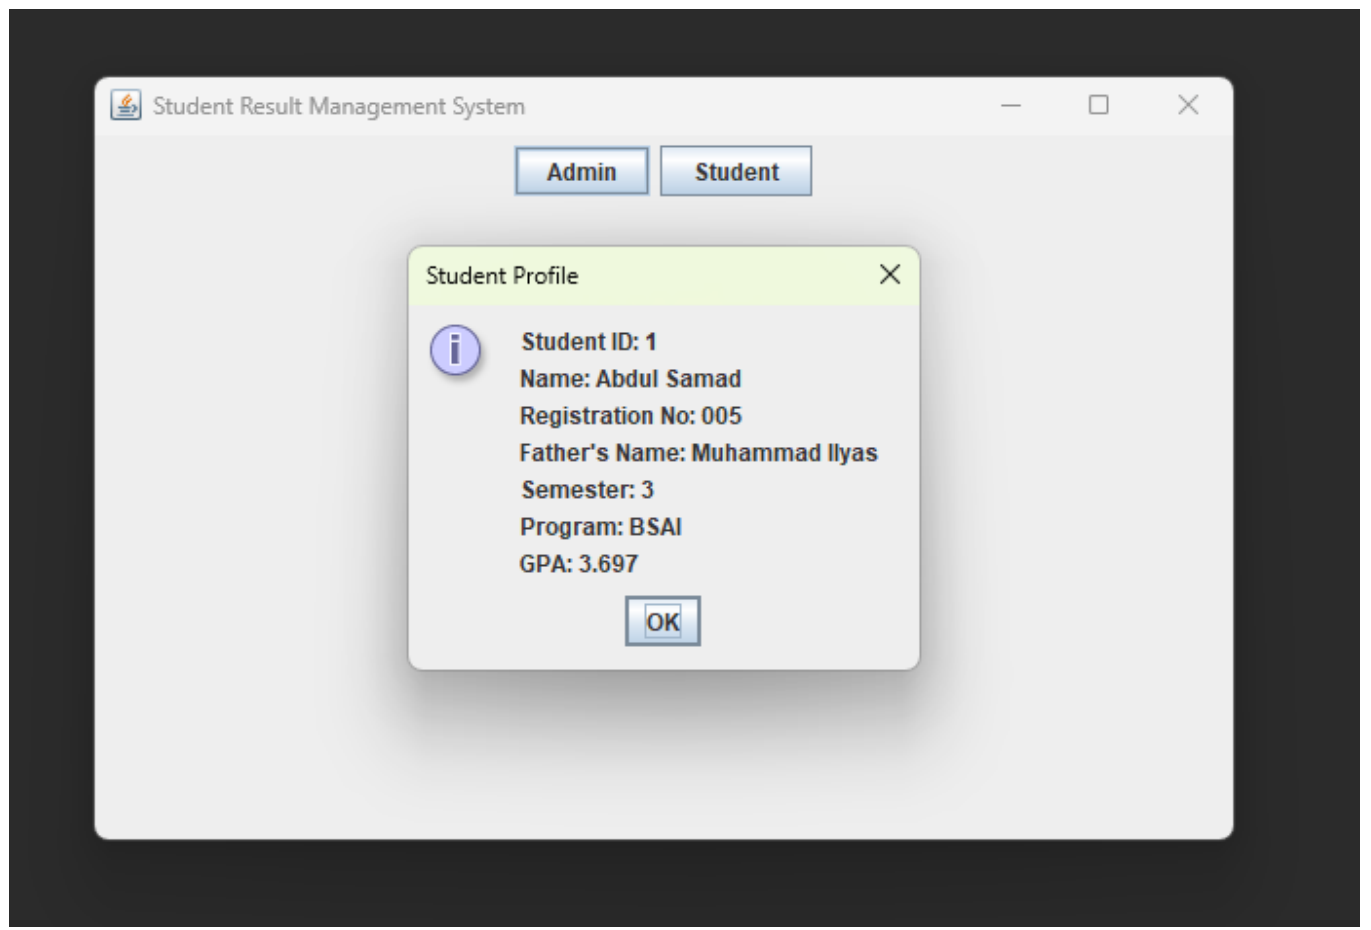 Student Result Management System
Admin Student
Student Profile
Student ID: 1
Name: Abdul Samad
Registration No: 005
Father's Name: Muhammad Ilyas
Semester: 3
Program: BSAI
GPA: 3.697
OK